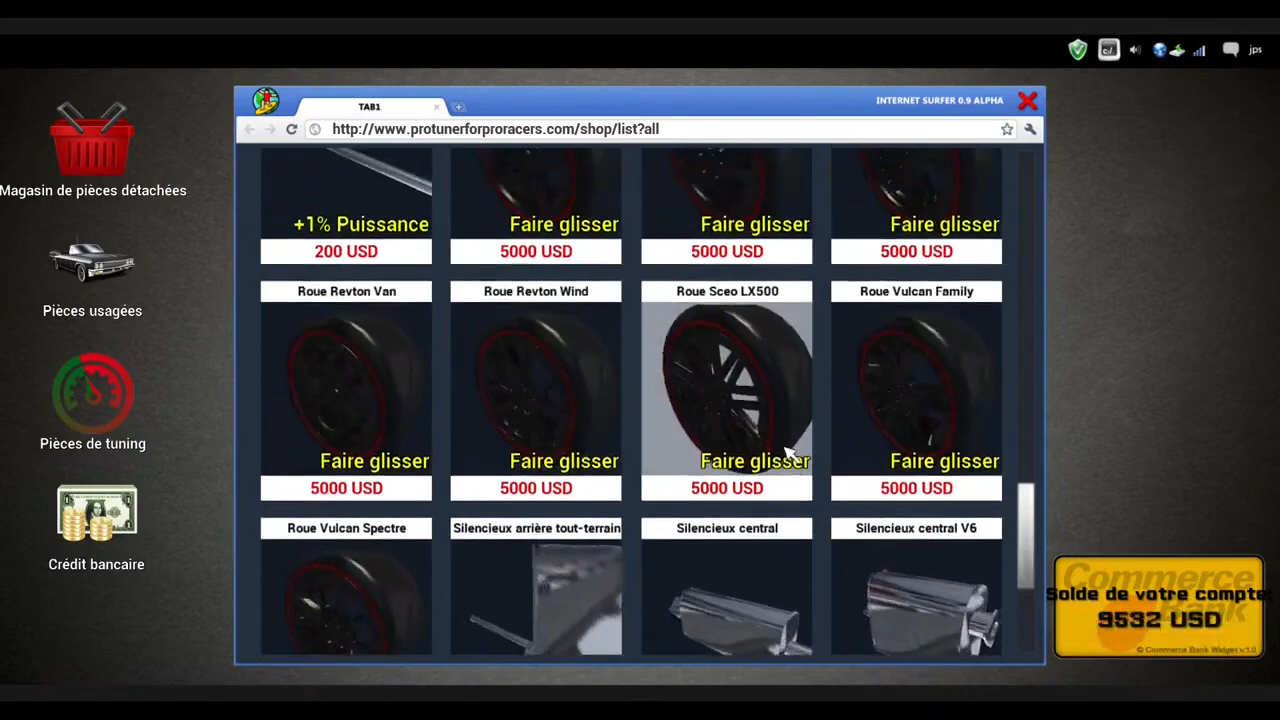 jps
TAB1
INTERNET SURFER 0.9 ALPHA
http://www.protunerforproracers.com/shop/list?all
Magasin de pièces détachées
Pièces usagées
Pièces de tuning
Crédit bancaire
+1% Puissance
Faire glisser
Faire glisser
Faire glisser
200 USD
5000 USD
5000 USD
5000 USD
Roue Revton Van
Roue Revton Wind
Roue Sceo LX500
Roue Vulcan Family
Faire glisser
Faire glisser
Faire glisser
Faire glisser
5000 USD
5000 USD
5000 USD
5000 USD
Roue Vulcan Spectre
Silencieux arrière tout-terrain
Silencieux central
Silencieux central V6
Commerce
Bank
Solde de votre compte:
9532 USD
© Commerce Bank Widget v.1.0